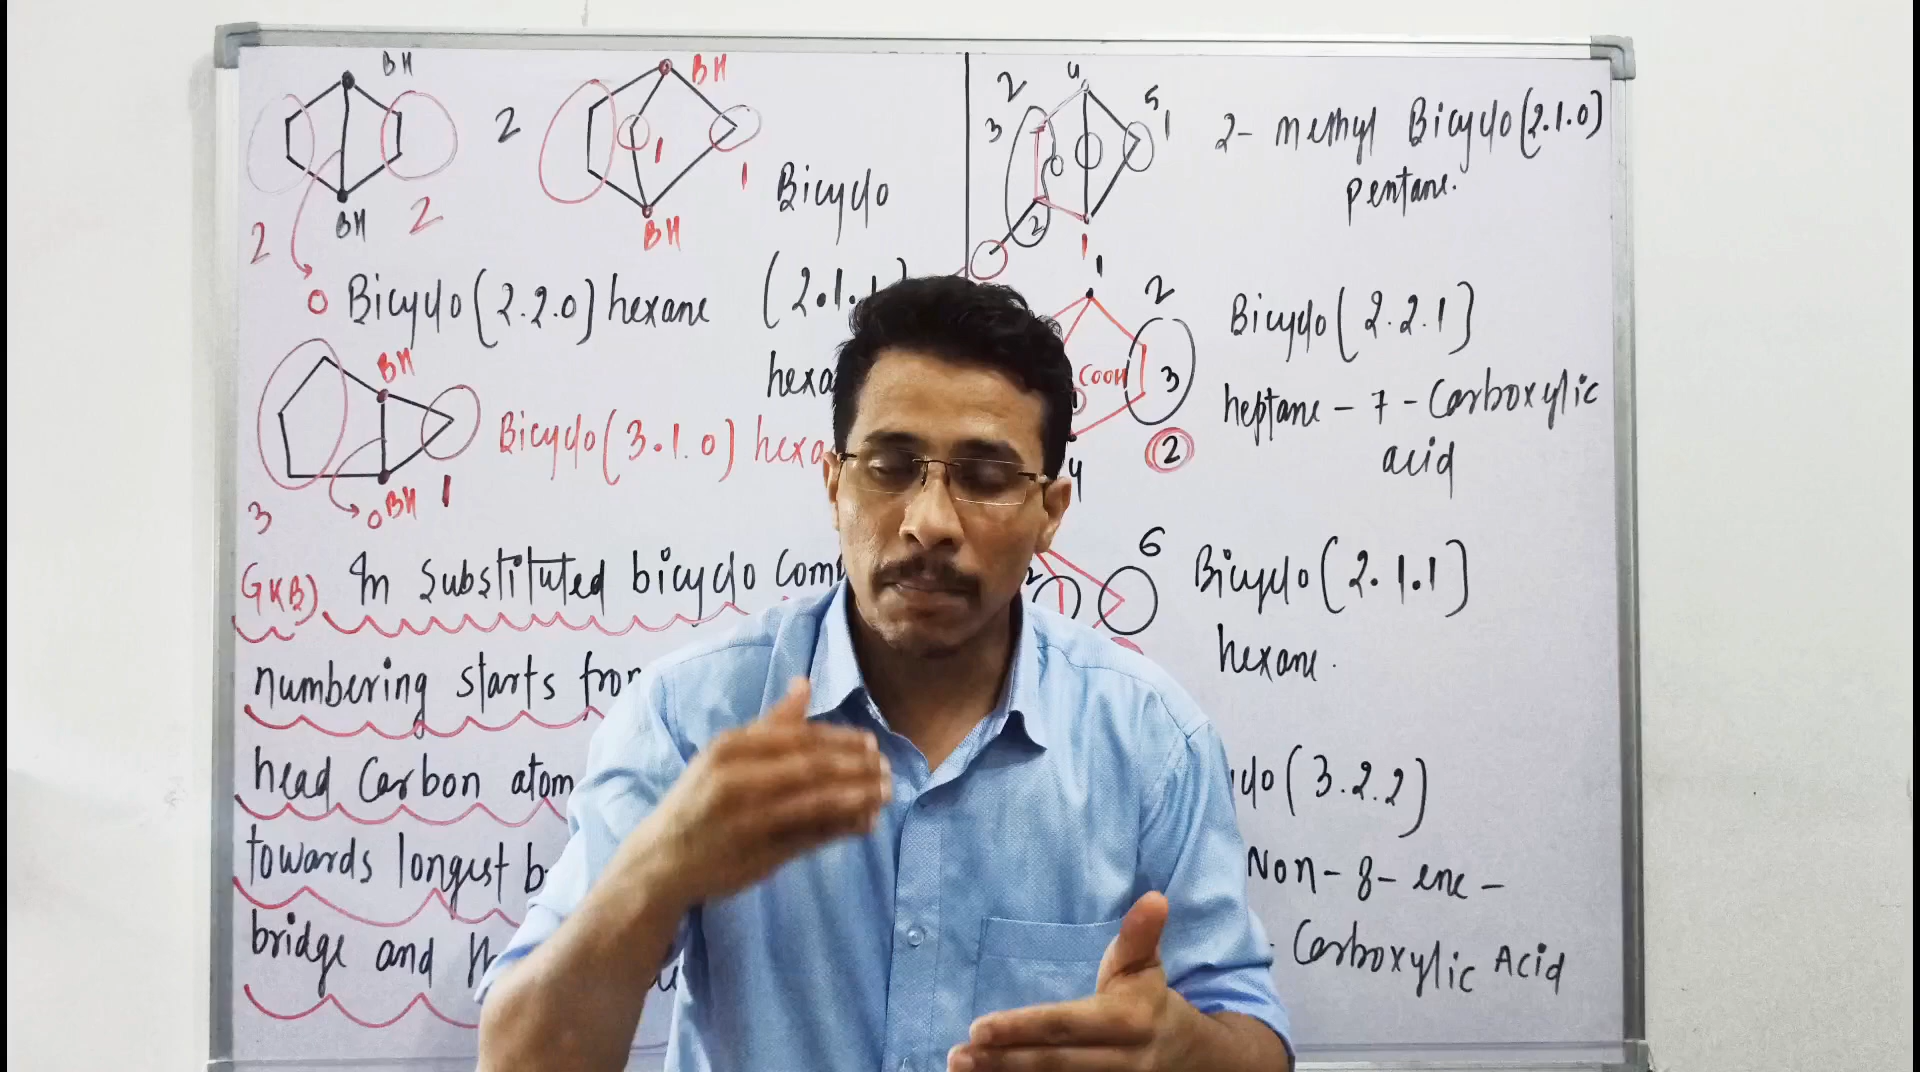 BH
BH
2
2
0
Bicyclo (2.2.0) hexane
2
BH
1
1
BH
Bicyclo
(2.1.
hexa
BH
BH
3
0
1
Bicyclo (3.1.0) hexa
GKB) In Substituted bicyclo Com
numbering starts from
head Carbon atom
towards longest b
bridge and
2
3
4
5
1
0
2
1
2- methyl Bicyclo (2.1.0)
pentane.
1
2
COOH
3
2
4
Bicyclo (2.2.1)
heptane - 7 - Carboxylic
acid
2
6
Bicyclo (2.1.1)
hexane.
clo (3.2.2)
Non - 8 - ene -
Carboxylic Acid